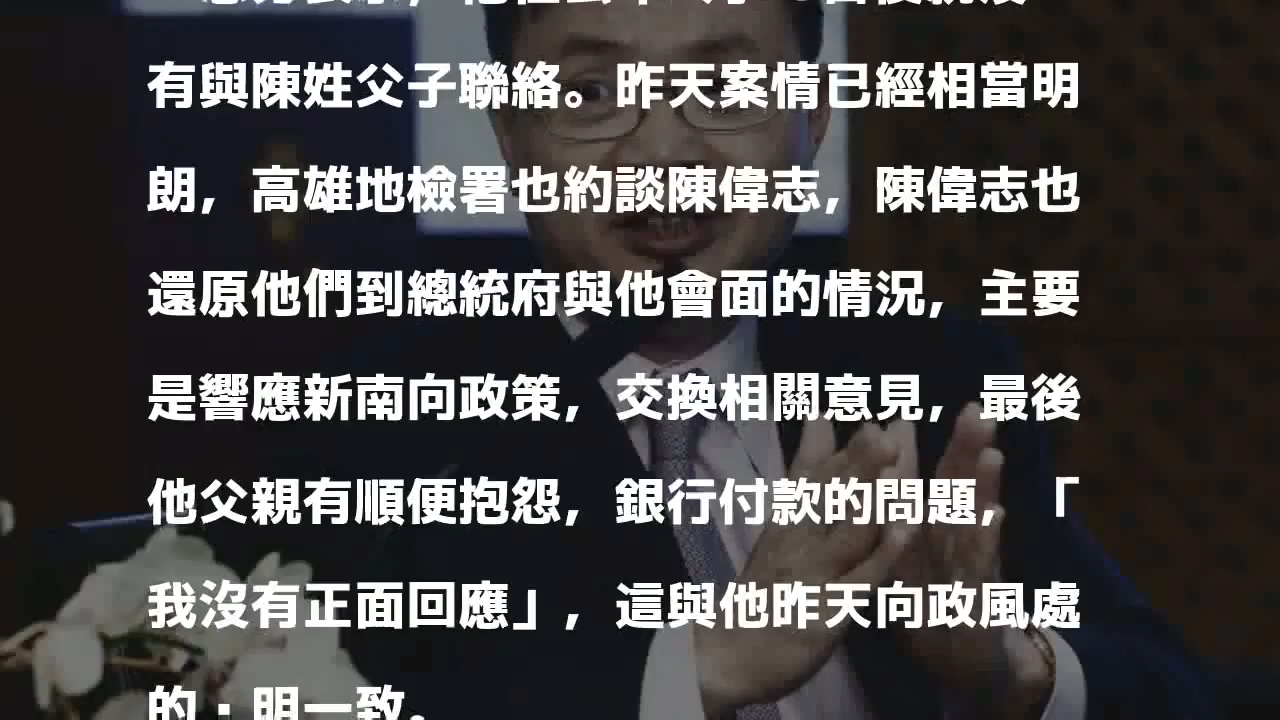 有與陳姓父子聯絡。昨天案情已經相當明
朗，高雄地檢署也約談陳偉志，陳偉志也
還原他們到總統府與他會面的情況，主要
是響應新南向政策，交換相關意見，最後
他父親有順便抱怨，銀行付款的問題，「
我沒有正面回應」，這與他昨天向政風處
的．明一致。